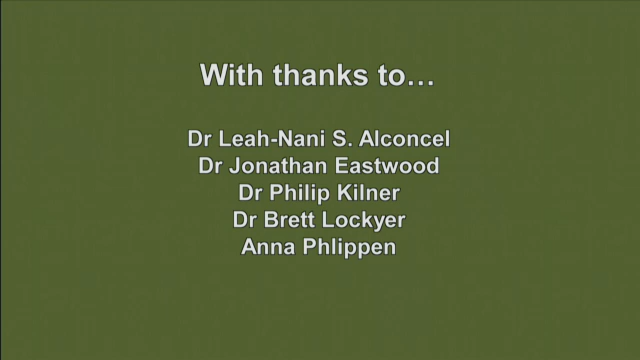 With thanks to…
Dr Leah-Nani S. Alconcel
Dr Jonathan Eastwood
Dr Philip Kilner
Dr Brett Lockyer
Anna Phlippen